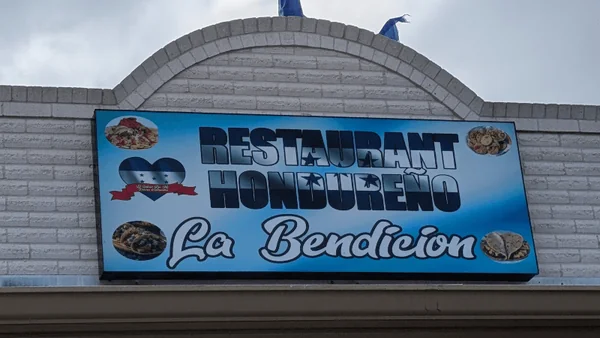 RESTAURANT
HONDUREÑO
La Bendicion